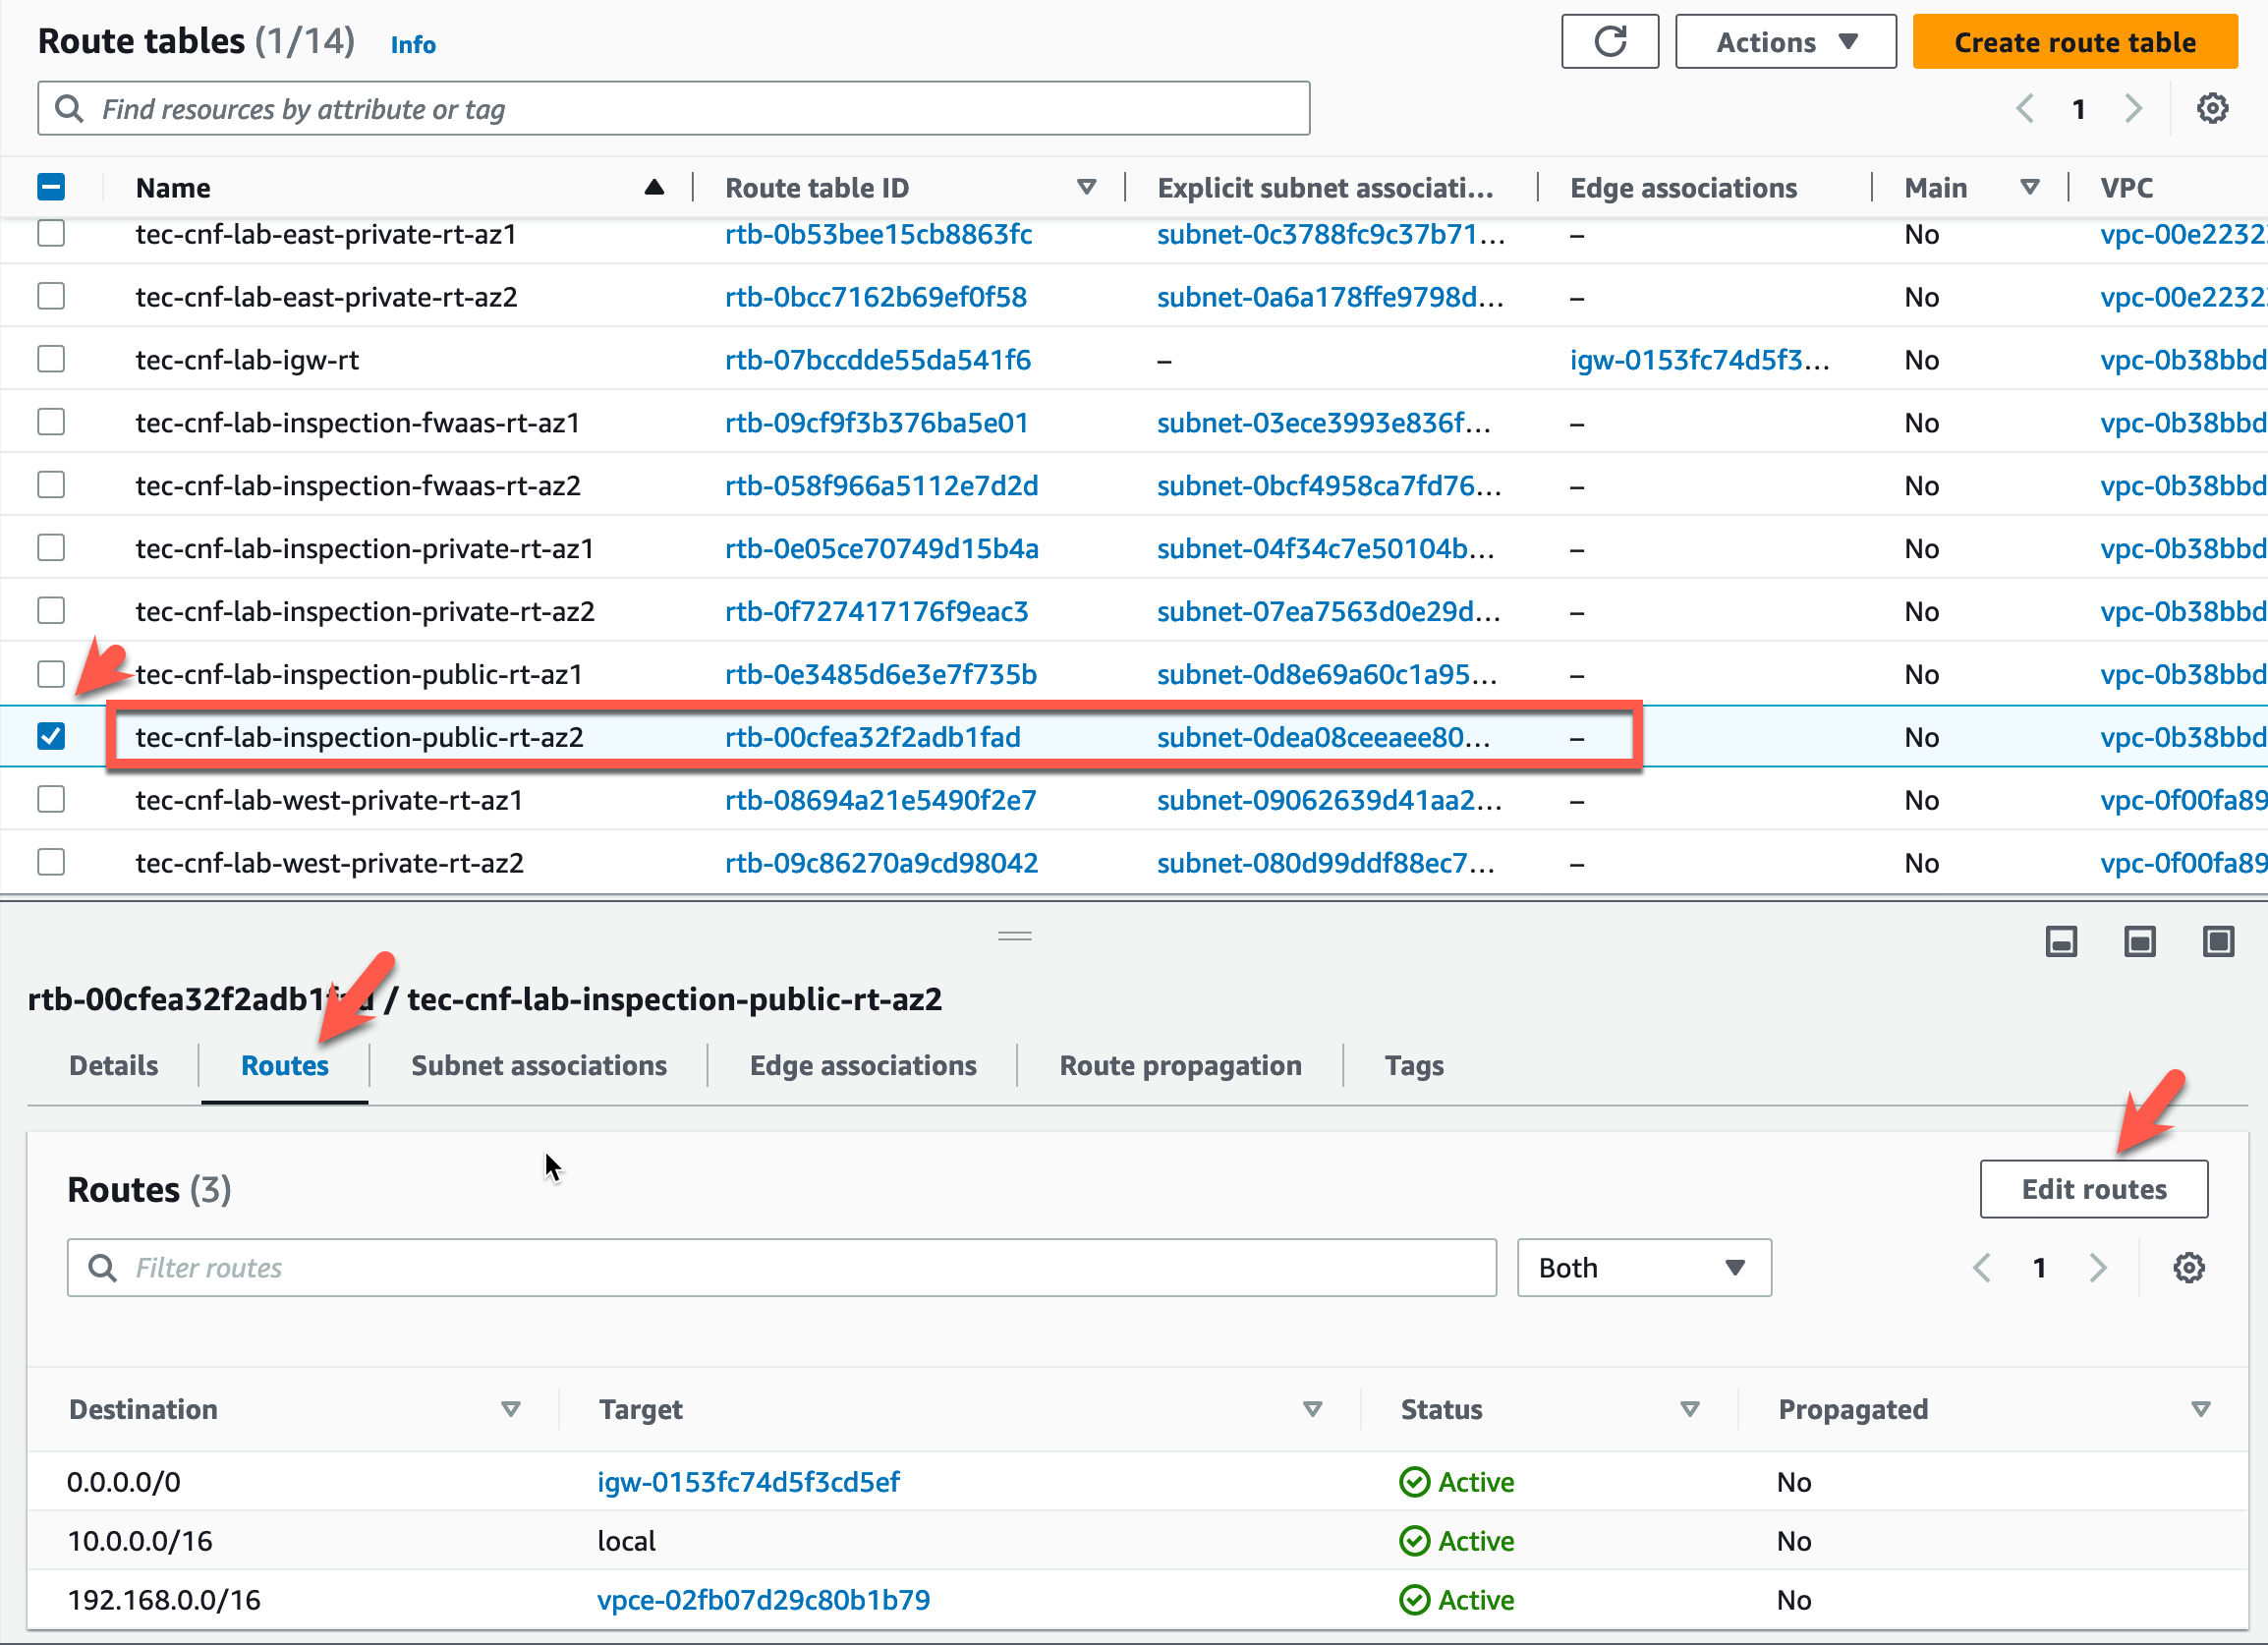 Route tables (1/14) Info
Actions
Create route table
Find resources by attribute or tag
1
Name Route table ID Explicit subnet associati... Edge associations Main VPC
tec-cnf-lab-east-private-rt-az1 rtb-0b53bee15cb8863fc subnet-0c3788fc9c37b71... – No vpc-00e2232
tec-cnf-lab-east-private-rt-az2 rtb-0bcc7162b69ef0f58 subnet-0a6a178ffe9798d... – No vpc-00e2232
tec-cnf-lab-igw-rt rtb-07bccdde55da541f6 – igw-0153fc74d5f3... No vpc-0b38bbd
tec-cnf-lab-inspection-fwaas-rt-az1 rtb-09cf9f3b376ba5e01 subnet-03ece3993e836f... – No vpc-0b38bbd
tec-cnf-lab-inspection-fwaas-rt-az2 rtb-058f966a5112e7d2d subnet-0bcf4958ca7fd76... – No vpc-0b38bbd
tec-cnf-lab-inspection-private-rt-az1 rtb-0e05ce70749d15b4a subnet-04f34c7e50104b... – No vpc-0b38bbd
tec-cnf-lab-inspection-private-rt-az2 rtb-0f727417176f9eac3 subnet-07ea7563d0e29d... – No vpc-0b38bbd
tec-cnf-lab-inspection-public-rt-az1 rtb-0e3485d6e3e7f735b subnet-0d8e69a60c1a95... – No vpc-0b38bbd
tec-cnf-lab-inspection-public-rt-az2 rtb-00cfea32f2adb1fad subnet-0dea08ceeaee80... – No vpc-0b38bbd
tec-cnf-lab-west-private-rt-az1 rtb-08694a21e5490f2e7 subnet-09062639d41aa2... – No vpc-0f00fa89
tec-cnf-lab-west-private-rt-az2 rtb-09c86270a9cd98042 subnet-080d99ddf88ec7... – No vpc-0f00fa89
rtb-00cfea32f2adb1fad / tec-cnf-lab-inspection-public-rt-az2
Details Routes Subnet associations Edge associations Route propagation Tags
Routes (3)
Edit routes
Filter routes
Both
1
Destination Target Status Propagated
0.0.0.0/0 igw-0153fc74d5f3cd5ef Active No
10.0.0.0/16 local Active No
192.168.0.0/16 vpce-02fb07d29c80b1b79 Active No